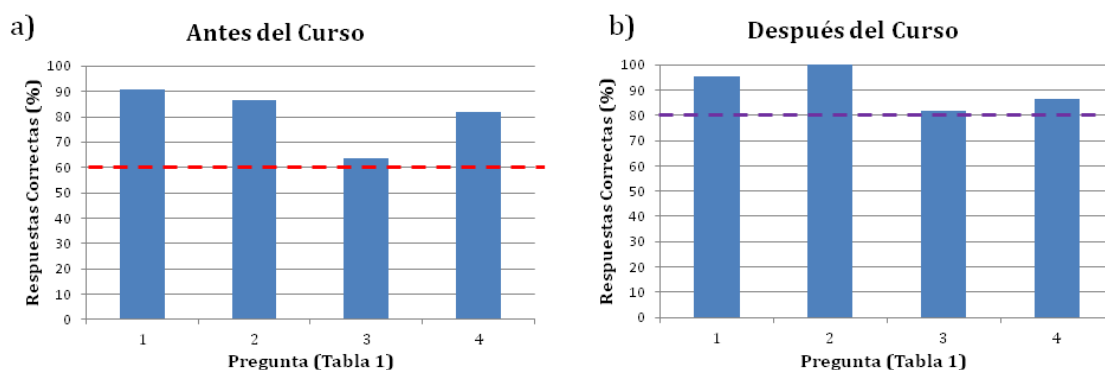 a)
Antes del Curso
Respuestas Correctas (%)
100
90
80
70
60
50
40
30
20
10
0
1 2 3 4
Pregunta (Tabla 1)
b)
Después del Curso
Respuestas Correctas (%)
100
90
80
70
60
50
40
30
20
10
0
1 2 3 4
Pregunta (Tabla 1)